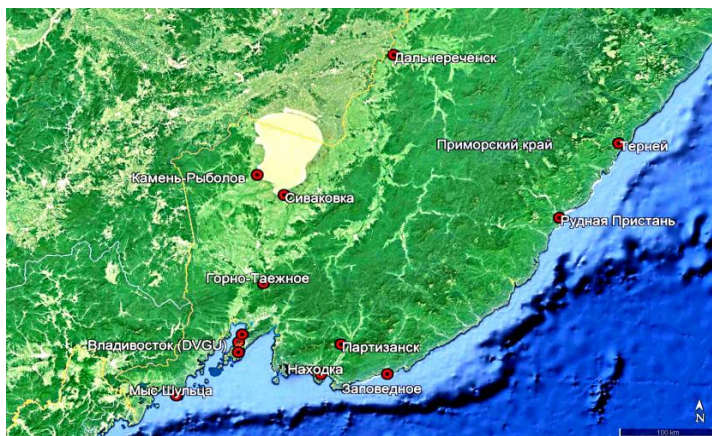 Дальнереченск
Приморский край
Терней
Камень-Рыболов
Сиваковка
Рудная Пристань
Горно-Таежное
Владивосток (DVGU)
Партизанск
Находка
Заповедное
Мыс Шульца
N
100 km